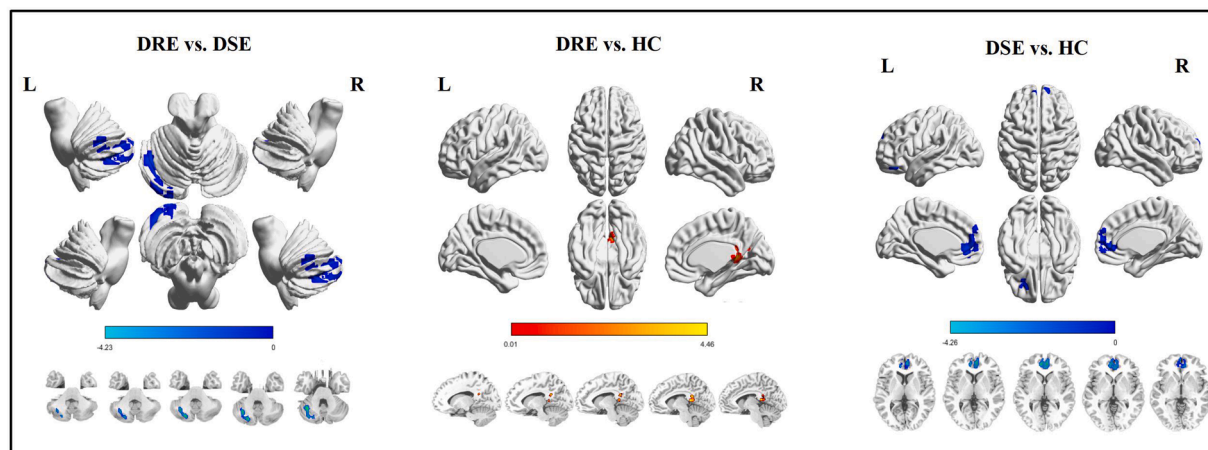 DRE vs. DSE
L
R
-4.23
0
DRE vs. HC
L
R
0.01
4.46
DSE vs. HC
L
R
-4.26
0